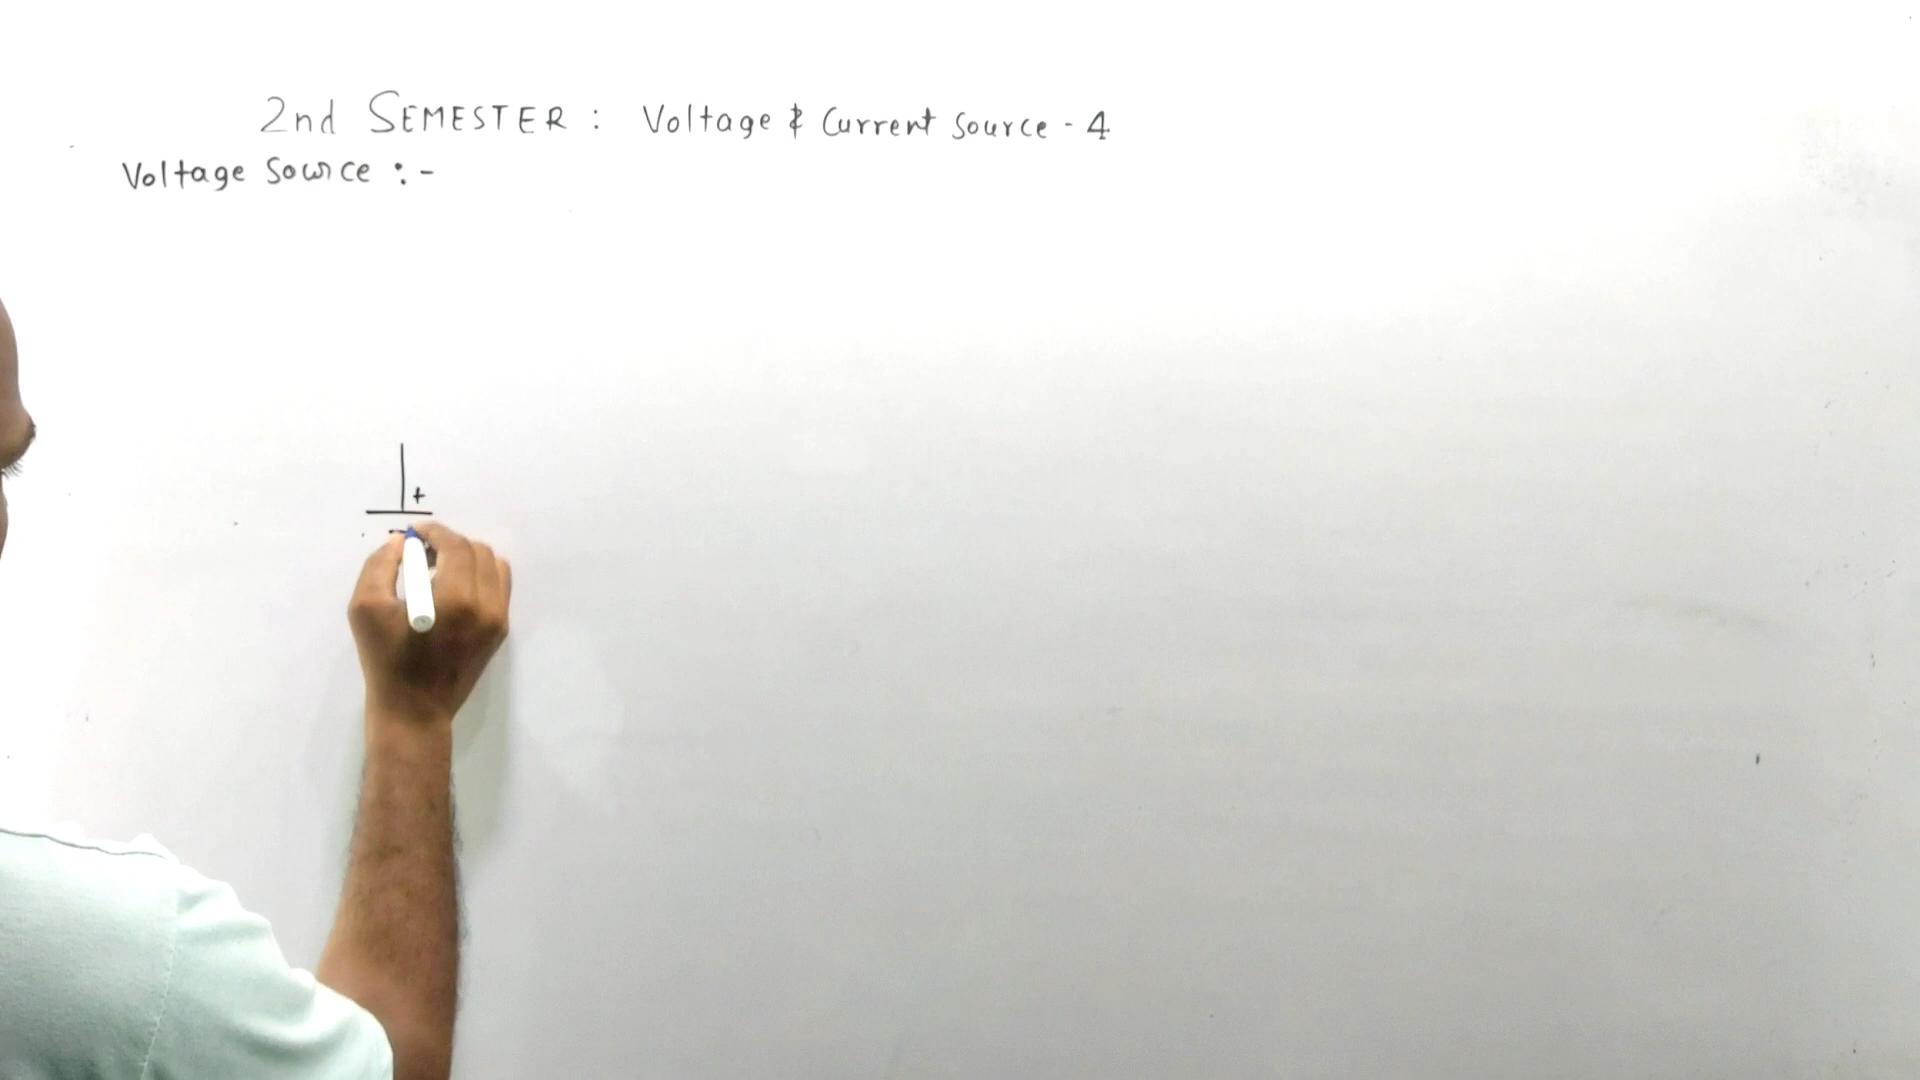 2nd SEMESTER : Voltage & Current Source - 4
Voltage Source :-
+